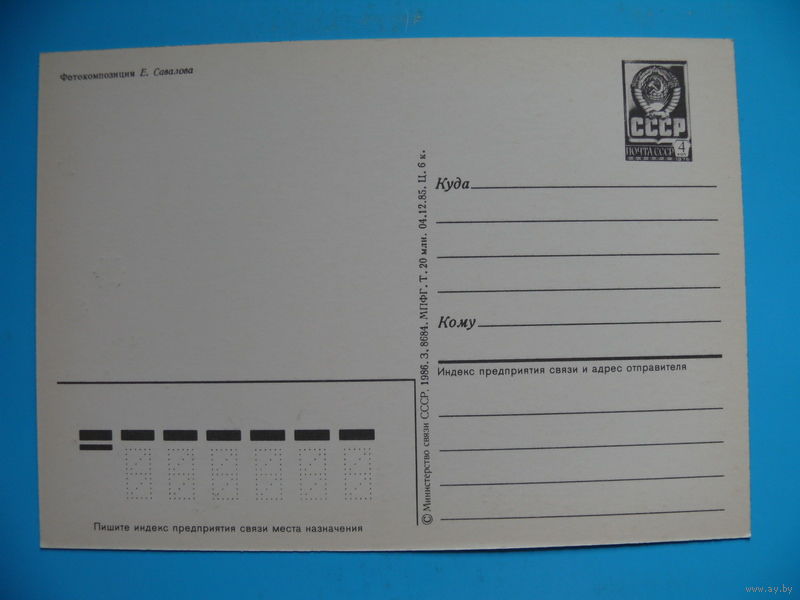 Фотокомпозиция Е. Савалова
СССР
ПОЧТА СССР
4
Куда
Кому
Индекс предприятия связи и адрес отправителя
© Министерство связи СССР, 1986. З. 8684. МПФГ. Т. 20 млн. 04.12.85. Ц. 6 к.
Пишите индекс предприятия связи места назначения
www.ay.by